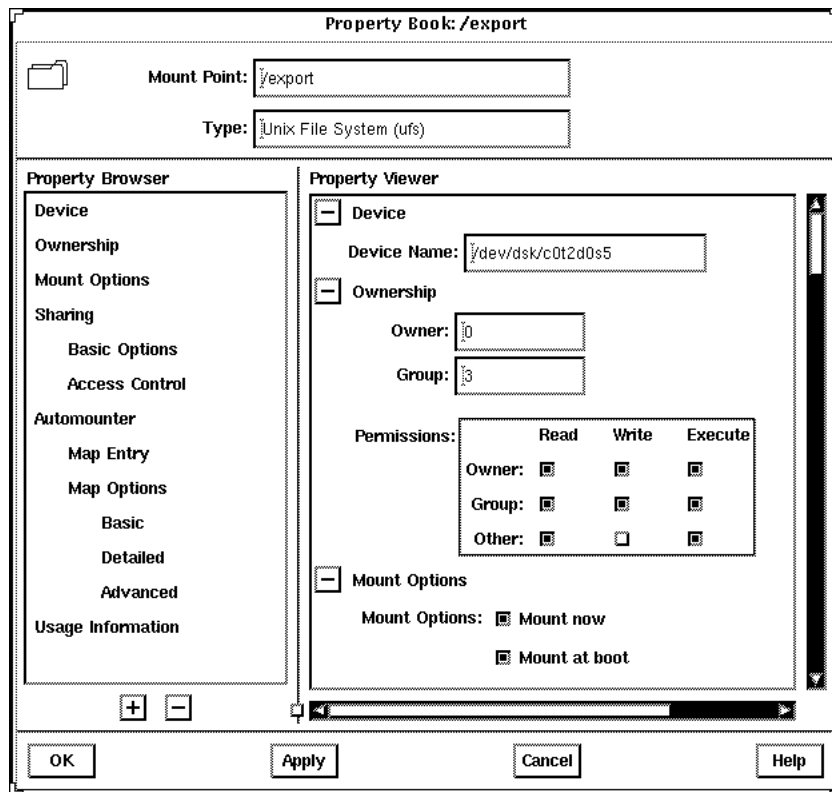 Property Book: /export
Mount Point: /export
Type: Unix File System (ufs)
Property Browser
Device
Ownership
Mount Options
Sharing
Basic Options
Access Control
Automounter
Map Entry
Map Options
Basic
Detailed
Advanced
Usage Information
Property Viewer
Device
Device Name: /dev/dsk/c0t2d0s5
Ownership
Owner: 0
Group: 3
Permissions: Read Write Execute
Owner:
Group:
Other:
Mount Options
Mount Options: Mount now
Mount at boot
OK Apply Cancel Help